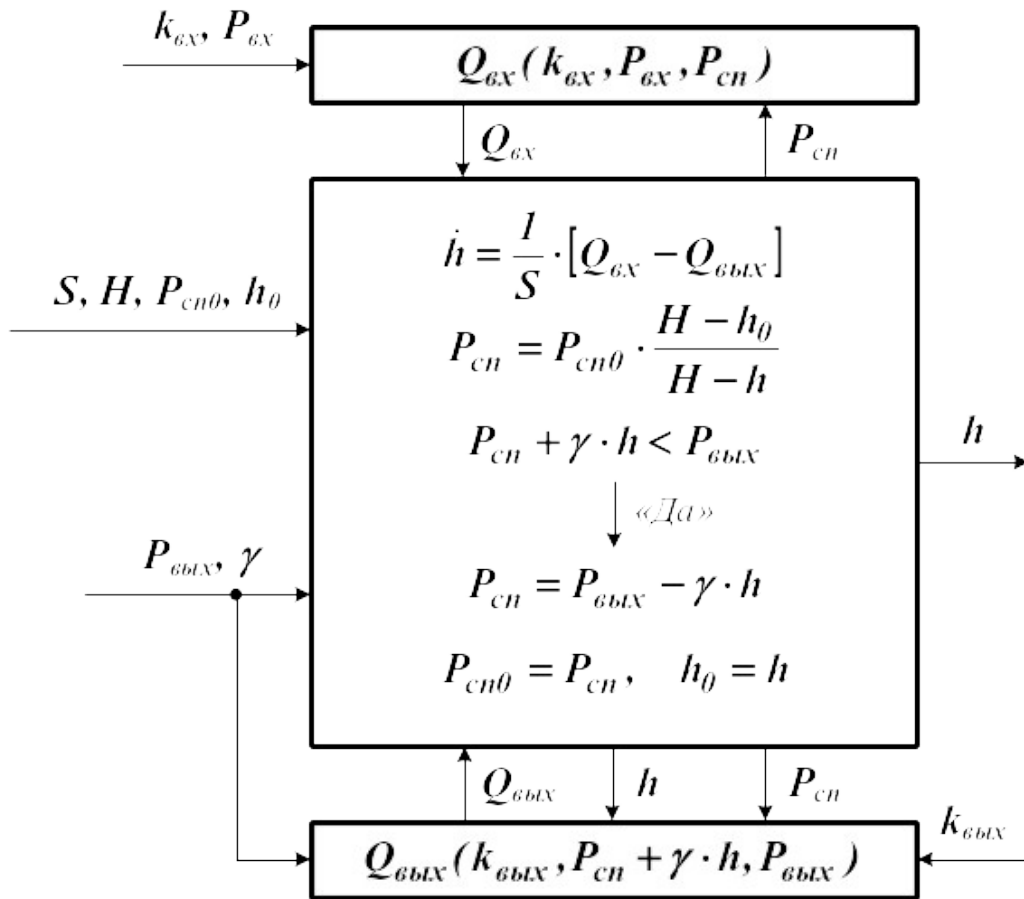 k_вх, P_вх
Q_вх(k_вх, P_вх, P_сп)
Q_вх
P_сп
ḣ = 1/S · [Q_вх − Q_вых]
S, H, P_сп0, h_0
P_сп = P_сп0 · (H − h_0)/(H − h)
P_сп + γ · h < P_вых
h
«Да»
P_вых, γ
P_сп = P_вых − γ · h
P_сп0 = P_сп, h_0 = h
Q_вых
h
P_сп
k_вых
Q_вых(k_вых, P_сп + γ · h, P_вых)